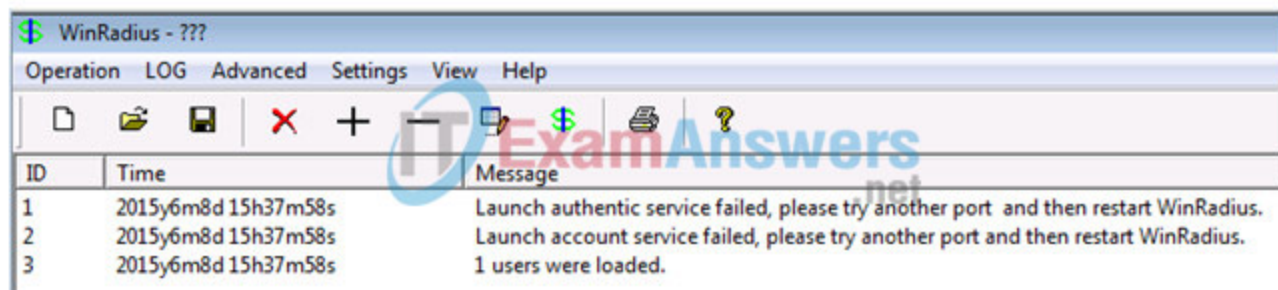 WinRadius - ???
Operation LOG Advanced Settings View Help
ITExamAnswers
.net
ID Time Message
1 2015y6m8d 15h37m58s Launch authentic service failed, please try another port and then restart WinRadius.
2 2015y6m8d 15h37m58s Launch account service failed, please try another port and then restart WinRadius.
3 2015y6m8d 15h37m58s 1 users were loaded.